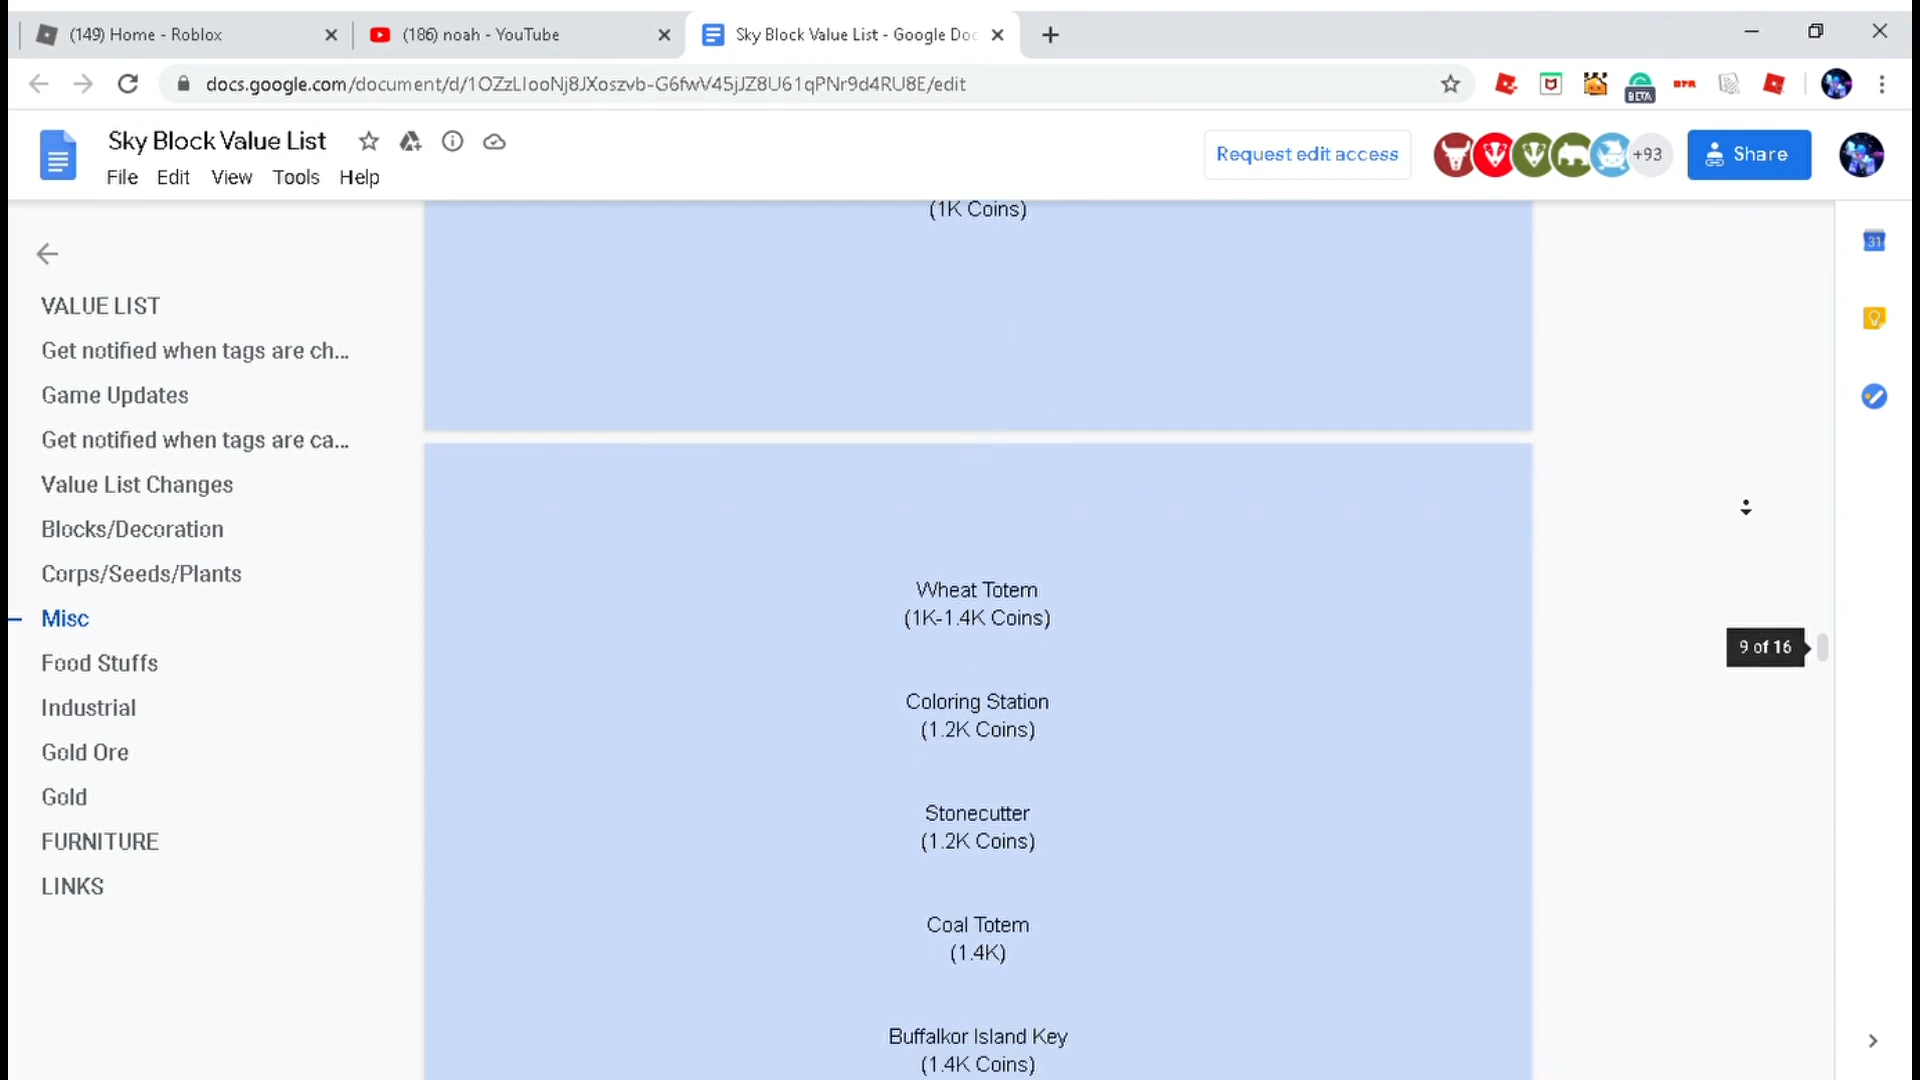 (149) Home - Roblox
(186) noah - YouTube
Sky Block Value List - Google Doc
docs.google.com/document/d/1OZzLIooNj8JXoszvb-G6fwV45jJZ8U61qPNr9d4RU8E/edit
BETA
BTR
Sky Block Value List
File Edit View Tools Help
Request edit access
+93
Share
31
VALUE LIST
Get notified when tags are ch...
Game Updates
Get notified when tags are ca...
Value List Changes
Blocks/Decoration
Corps/Seeds/Plants
Misc
Food Stuffs
Industrial
Gold Ore
Gold
FURNITURE
LINKS
(1K Coins)
Wheat Totem
(1K-1.4K Coins)
Coloring Station
(1.2K Coins)
Stonecutter
(1.2K Coins)
Coal Totem
(1.4K)
Buffalkor Island Key
(1.4K Coins)
9 of 16